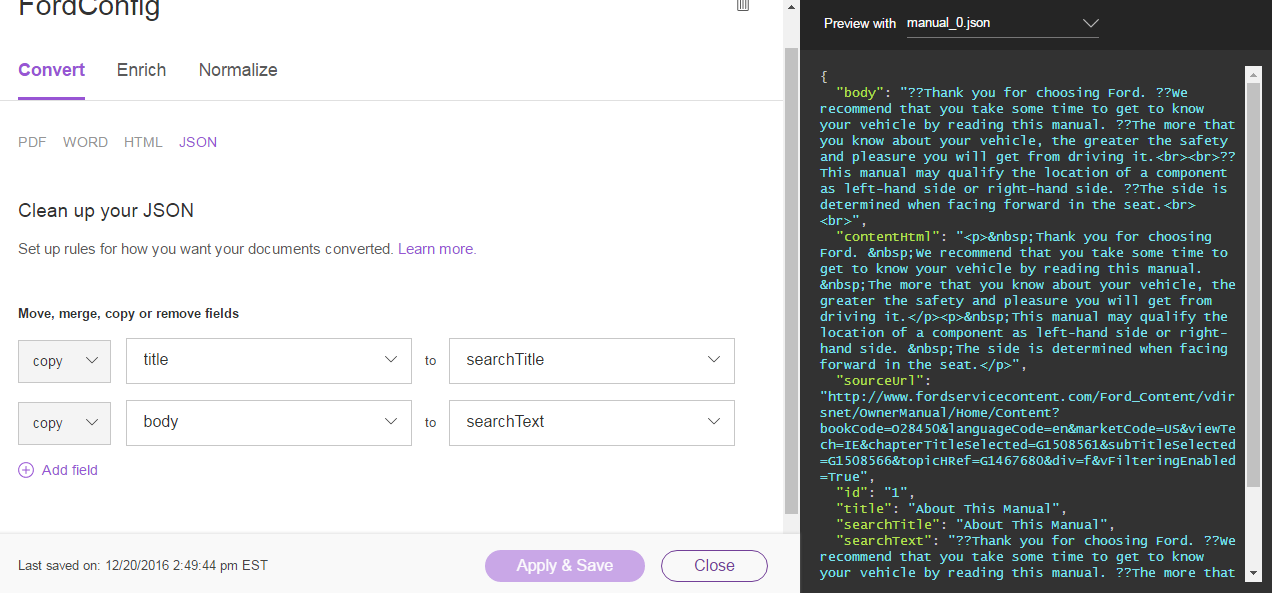 FordConfig
Convert Enrich Normalize
PDF WORD HTML JSON
Clean up your JSON
Set up rules for how you want your documents converted. Learn more.
Move, merge, copy or remove fields
copy title to searchTitle
copy body to searchText
Add field
Last saved on: 12/20/2016 2:49:44 pm EST Apply & Save Close
Preview with manual_0.json
{
"body": "??Thank you for choosing Ford. ??We
recommend that you take some time to get to know
your vehicle by reading this manual. ??The more that
you know about your vehicle, the greater the safety
and pleasure you will get from driving it.<br><br>??
This manual may qualify the location of a component
as left-hand side or right-hand side. ??The side is
determined when facing forward in the seat.<br>
<br>",
"contentHtml": "<p>&nbsp;Thank you for choosing
Ford. &nbsp;We recommend that you take some time to
get to know your vehicle by reading this manual.
&nbsp;The more that you know about your vehicle, the
greater the safety and pleasure you will get from
driving it.</p><p>&nbsp;This manual may qualify the
location of a component as left-hand side or right-
hand side. &nbsp;The side is determined when facing
forward in the seat.</p>",
"sourceUrl":
"http://www.fordservicecontent.com/Ford_Content/vdir
snet/OwnerManual/Home/Content?
bookCode=O2845O&languageCode=en&marketCode=US&viewTe
ch=IE&chapterTitleSelected=G1508561&subTitleSelected
=G1508566&topicHRef=G1467680&div=f&vFilteringEnabled
=True",
"id": "1",
"title": "About This Manual",
"searchTitle": "About This Manual",
"searchText": "??Thank you for choosing Ford. ??We
recommend that you take some time to get to know
your vehicle by reading this manual. ??The more that